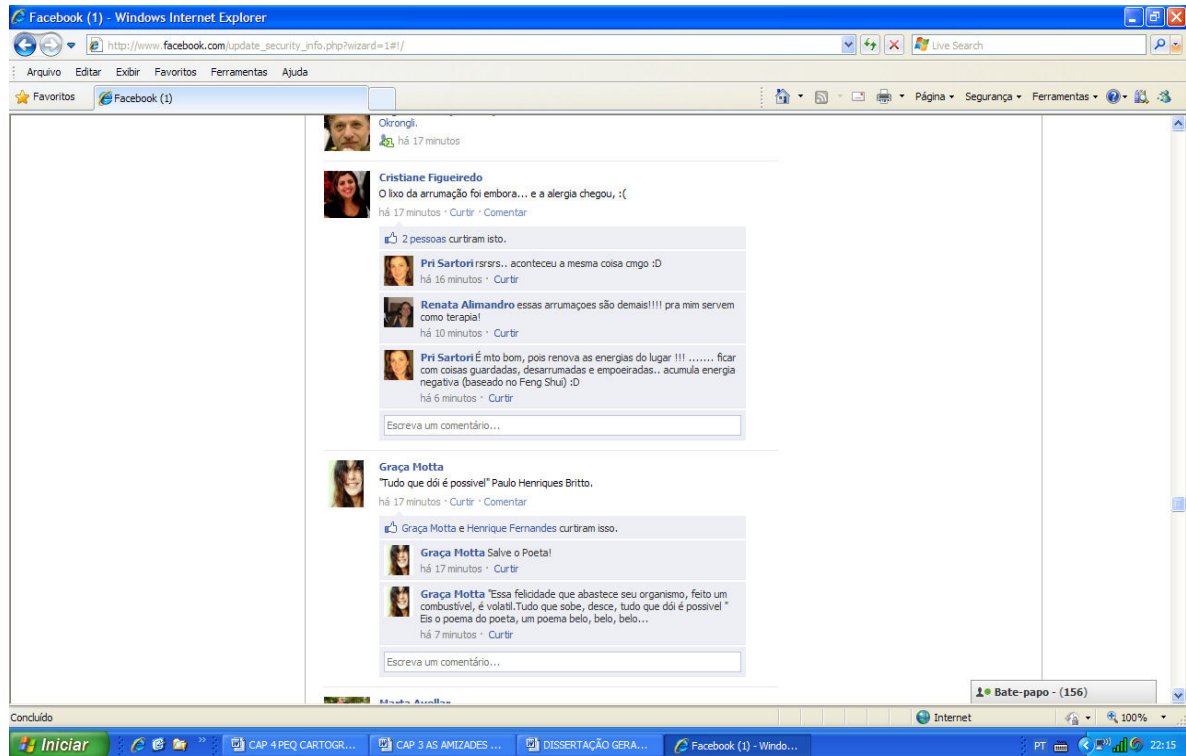 Facebook (1) - Windows Internet Explorer
http://www.facebook.com/update_security_info.php?wizard=1#!/
Live Search
Arquivo Editar Exibir Favoritos Ferramentas Ajuda
Favoritos Facebook (1) Página Segurança Ferramentas
Okrongli.
há 17 minutos
Cristiane Figueiredo
O lixo da arrumação foi embora... e a alergia chegou, :(
há 17 minutos · Curtir · Comentar
2 pessoas curtiram isto.
Pri Sartori rsrsrs.. aconteceu a mesma coisa cmgo :D
há 16 minutos · Curtir
Renata Alimandro essas arrumaçoes são demais!!!! pra mim servem
como terapia!
há 10 minutos · Curtir
Pri Sartori É mto bom, pois renova as energias do lugar !!! ....... ficar
com coisas guardadas, desarrumadas e empoeiradas.. acumula energia
negativa (baseado no Feng Shui) :D
há 6 minutos · Curtir
Escreva um comentário...
Graça Motta
"Tudo que dói é possivel" Paulo Henriques Britto.
há 17 minutos · Curtir · Comentar
Graça Motta e Henrique Fernandes curtiram isso.
Graça Motta Salve o Poeta!
há 17 minutos · Curtir
Graça Motta "Essa felicidade que abastece seu organismo, feito um
combustível, é volatil.Tudo que sobe, desce, tudo que dói é possivel "
Eis o poema do poeta, um poema belo, belo, belo...
há 7 minutos · Curtir
Escreva um comentário...
Marta Avellar
Bate-papo - (156)
Concluído Internet 100%
Iniciar CAP 4 PEQ CARTOGR... CAP 3 AS AMIZADES ... DISSERTAÇÃO GERA... Facebook (1) - Windo... PT 22:15